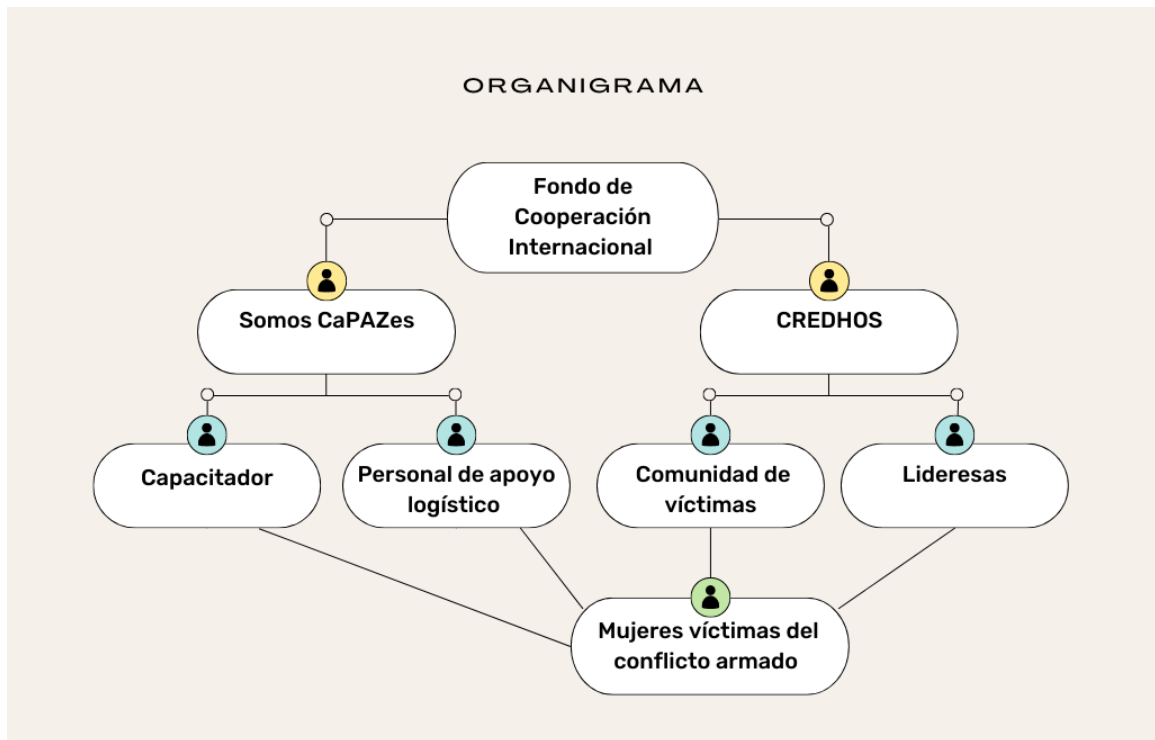 ORGANIGRAMA
Fondo de
Cooperación
Internacional
Somos CaPAZes
CREDHOS
Capacitador
Personal de apoyo
logístico
Comunidad de
víctimas
Lideresas
Mujeres víctimas del
conflicto armado